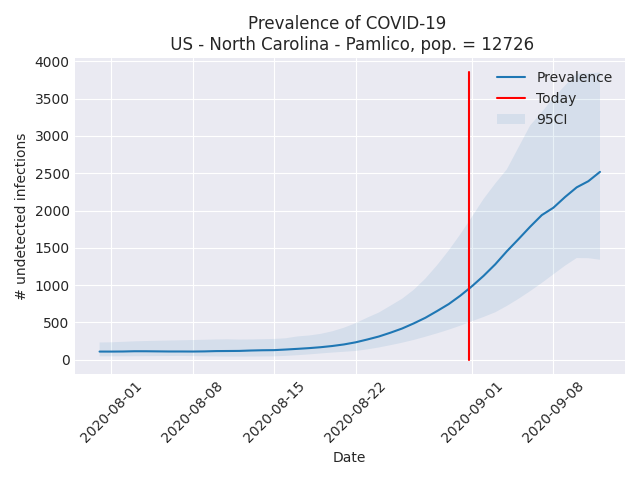 Prevalence of COVID-19
US - North Carolina - Pamlico, pop. = 12726
4000
3500
3000
2500
2000
1500
1000
500
0
# undetected infections
Prevalence
Today
95CI
2020-08-01
2020-08-08
2020-08-15
2020-08-22
2020-09-01
2020-09-08
Date